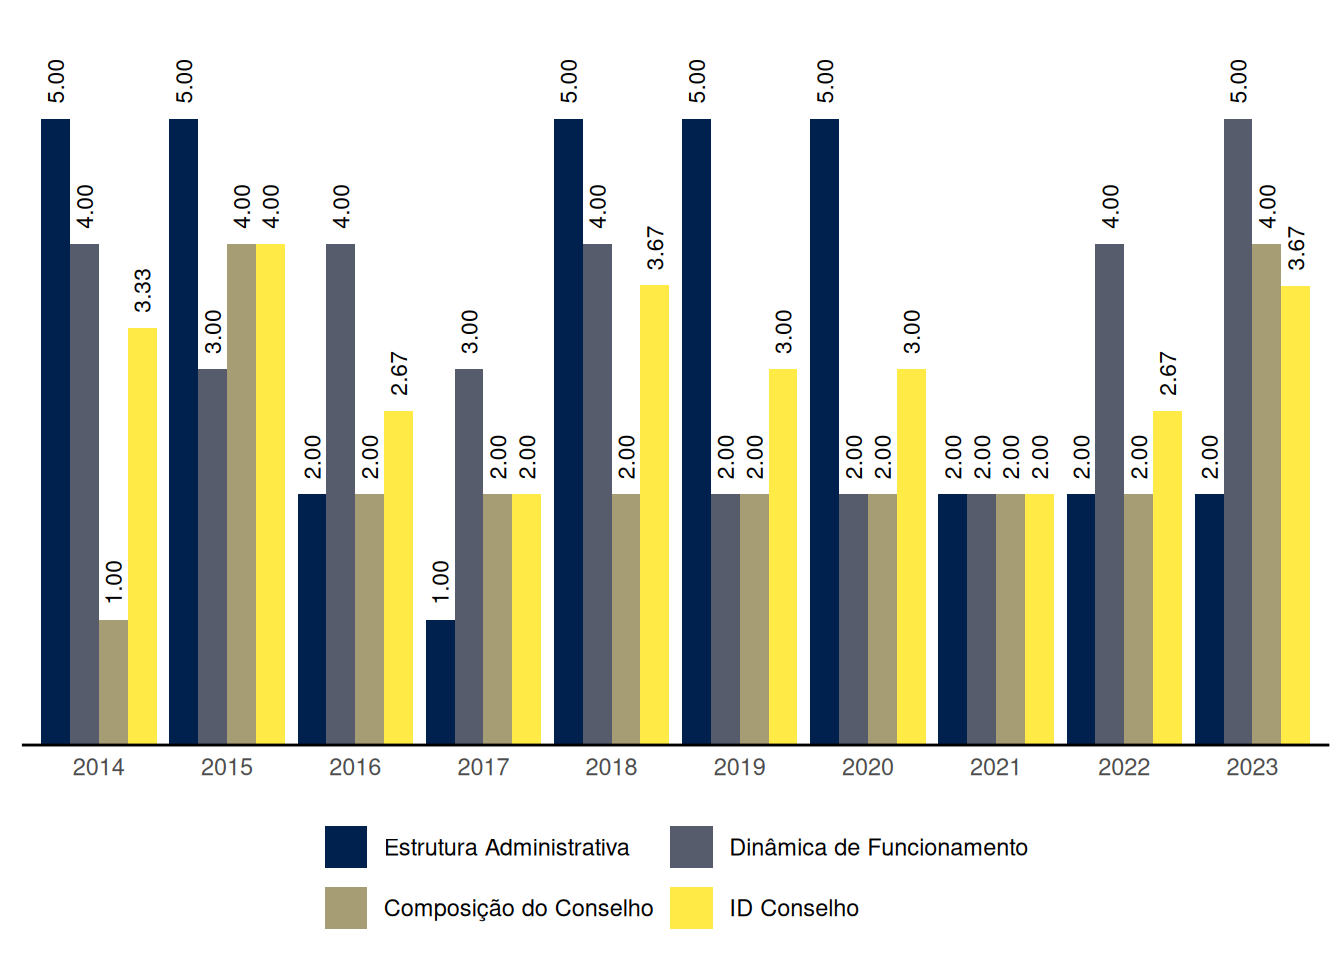 5.00 5.00 5.00 5.00 5.00 5.00
4.00 4.00 4.00 4.00 4.00 4.00 4.00
3.33 3.67 3.67
3.00 3.00 3.00 3.00
2.67 2.67
2.00 2.00 2.00 2.00 2.00 2.00 2.00 2.00 2.00 2.00 2.00 2.00 2.00 2.00 2.00 2.00
1.00 1.00
2014 2015 2016 2017 2018 2019 2020 2021 2022 2023
Estrutura Administrativa Dinâmica de Funcionamento
Composição do Conselho ID Conselho